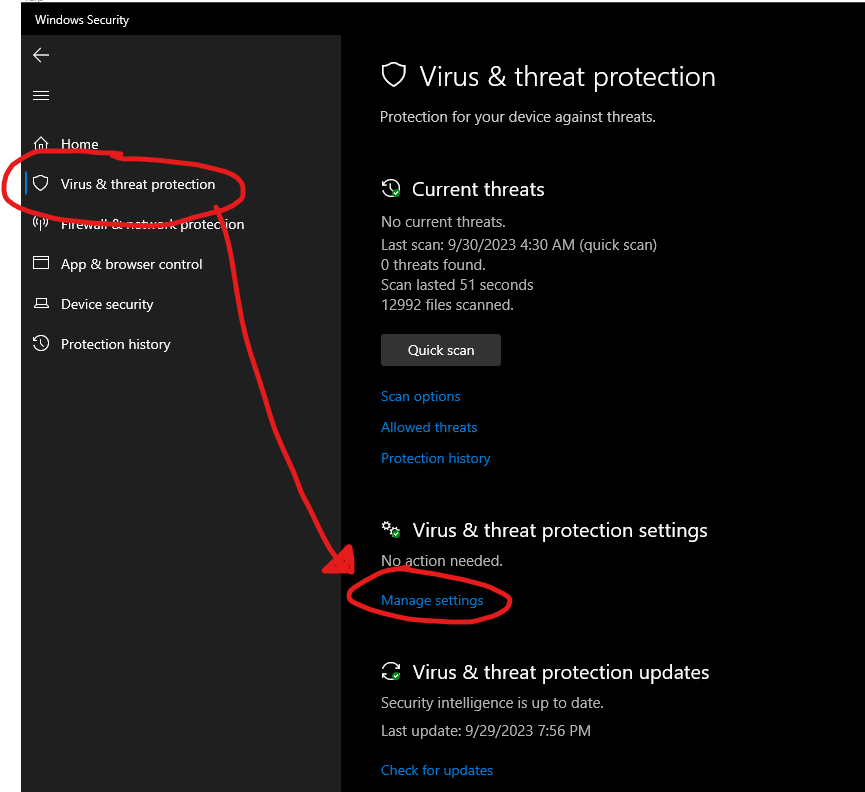 Windows Security
Home
Virus & threat protection
Firewall & network protection
App & browser control
Device security
Protection history
Virus & threat protection
Protection for your device against threats.
Current threats
No current threats.
Last scan: 9/30/2023 4:30 AM (quick scan)
0 threats found.
Scan lasted 51 seconds
12992 files scanned.
Quick scan
Scan options
Allowed threats
Protection history
Virus & threat protection settings
No action needed.
Manage settings
Virus & threat protection updates
Security intelligence is up to date.
Last update: 9/29/2023 7:56 PM
Check for updates